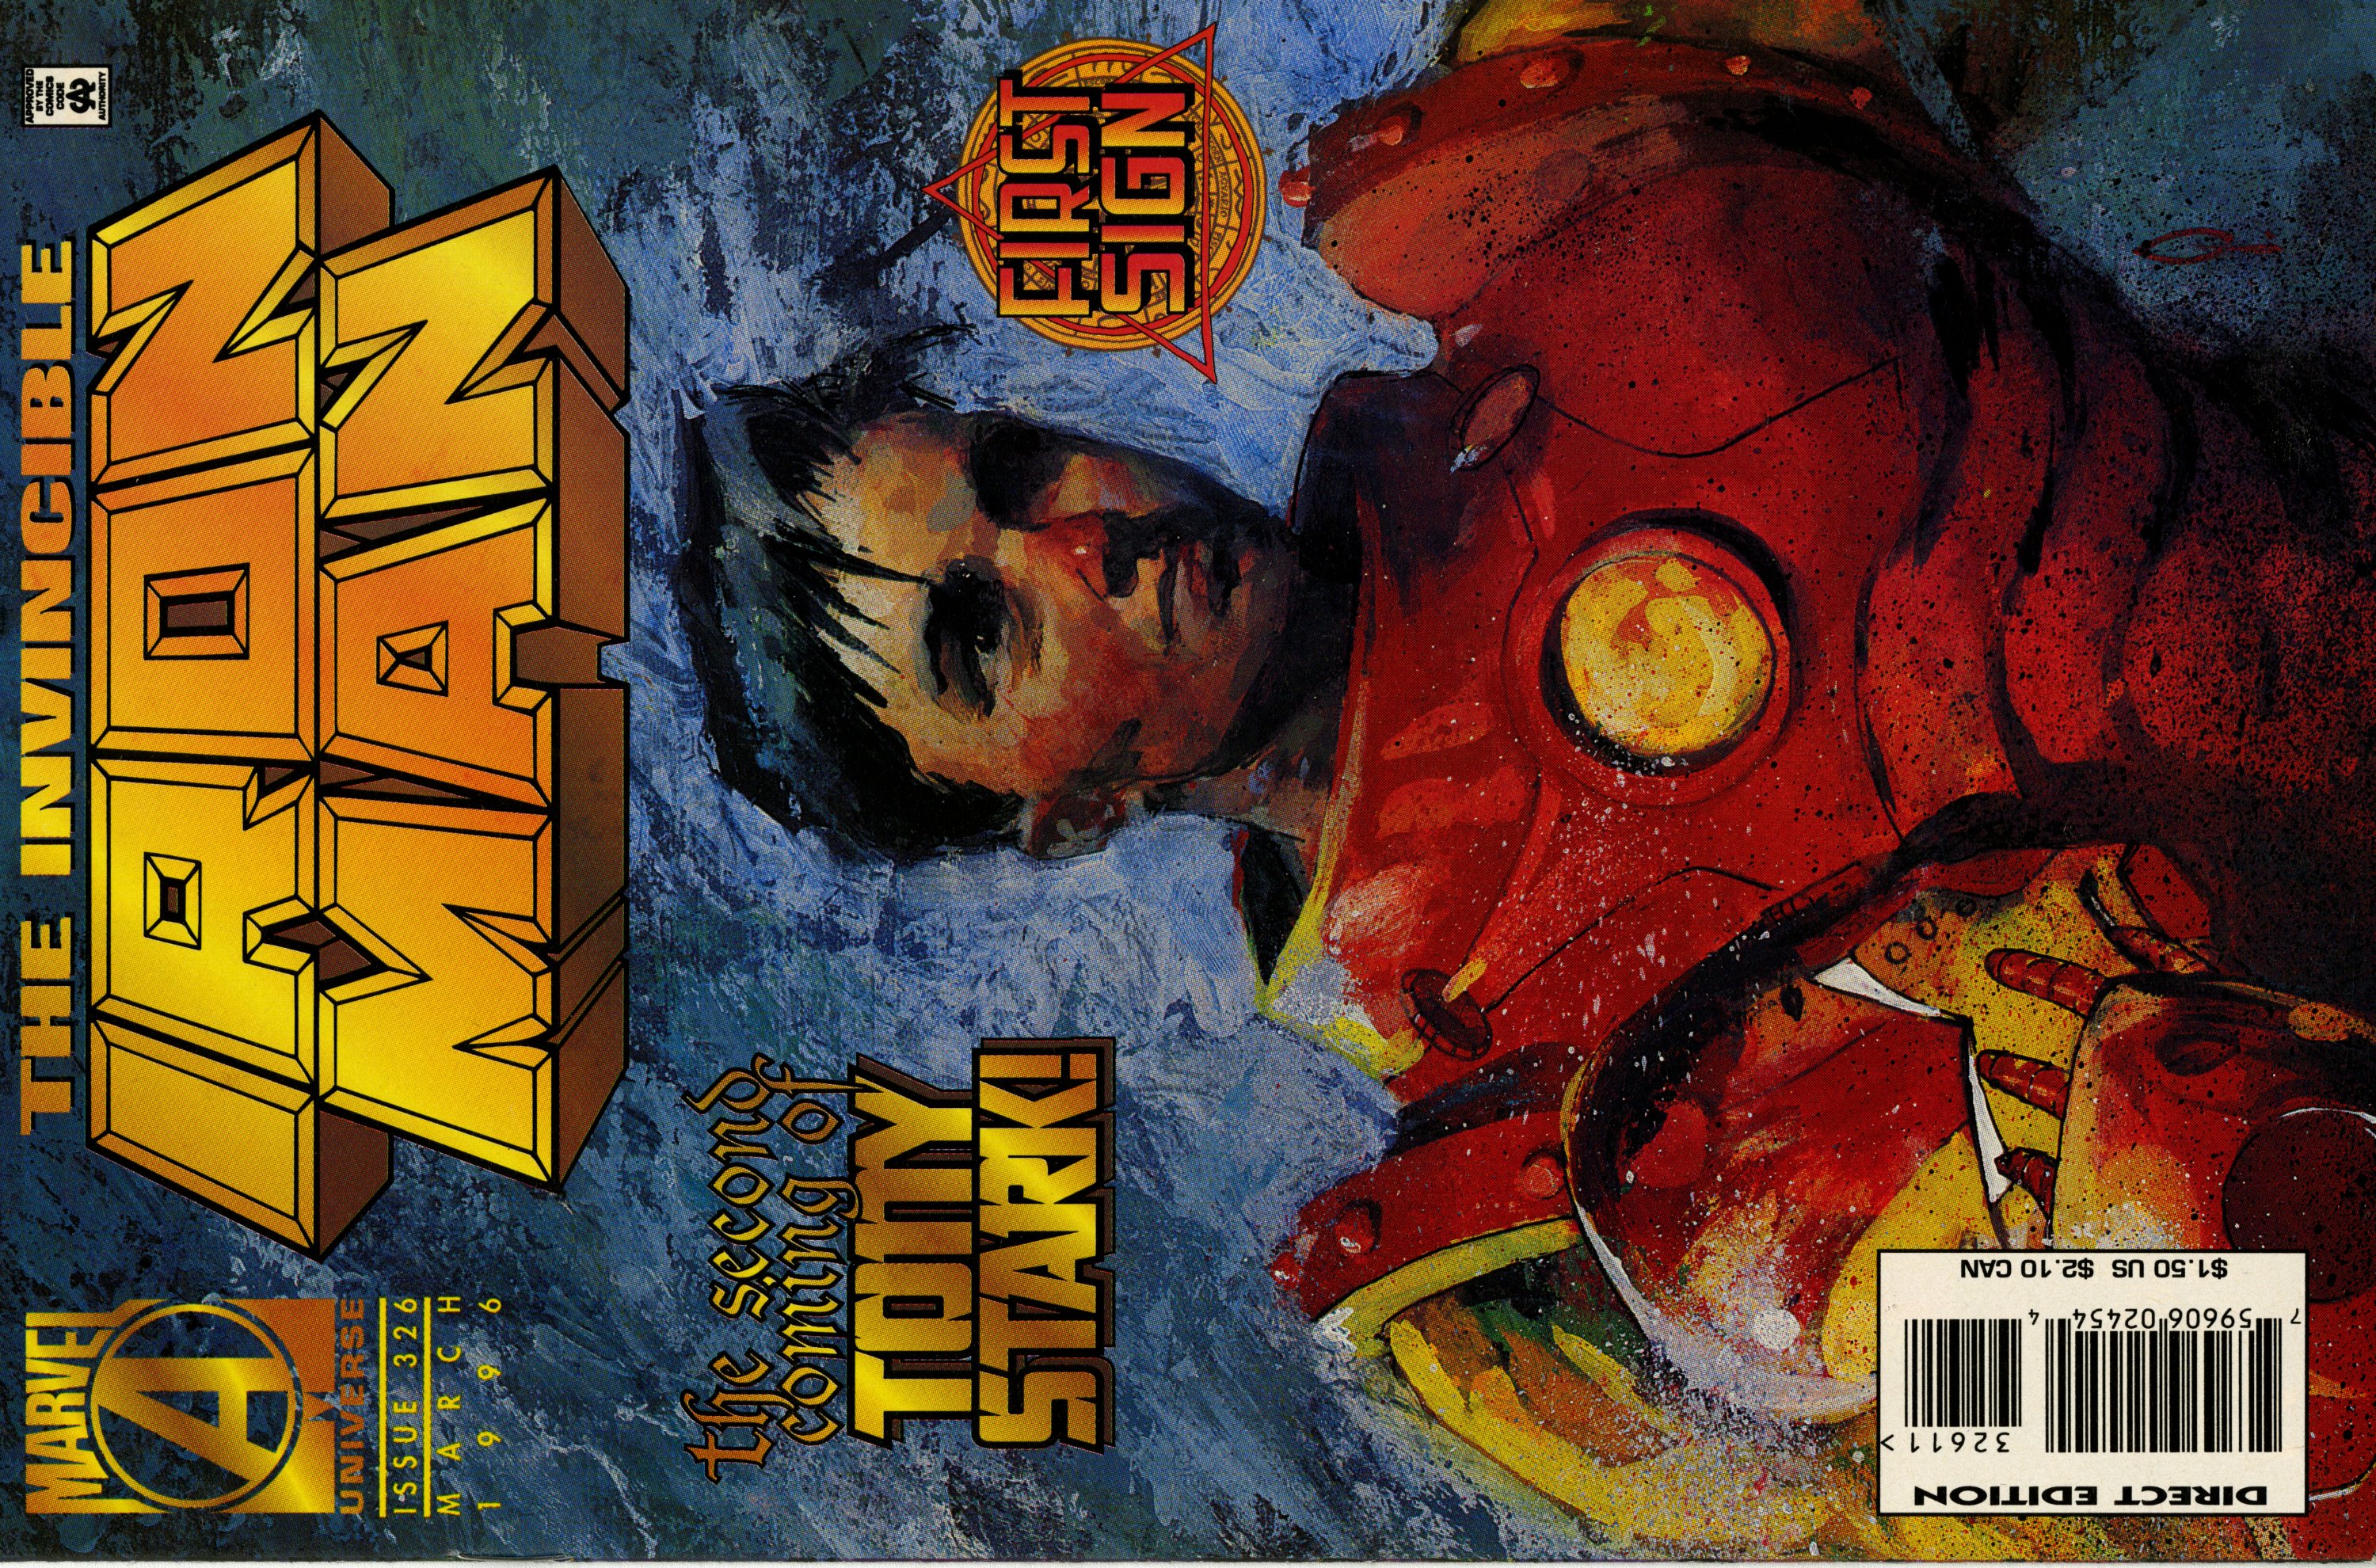 THE INVINCIBLE
IRON
MAN
MARVEL
A
UNIVERSE
ISSUE 326
MARCH
1996
APPROVED
BY THE
COMICS
CODE
CA
AUTHORITY
the second
coming of
TONY
STARK!
FIRST
SIGN
DIRECT EDITION
32611>
7 59606 02454 4
$1.50 US $2.10 CAN